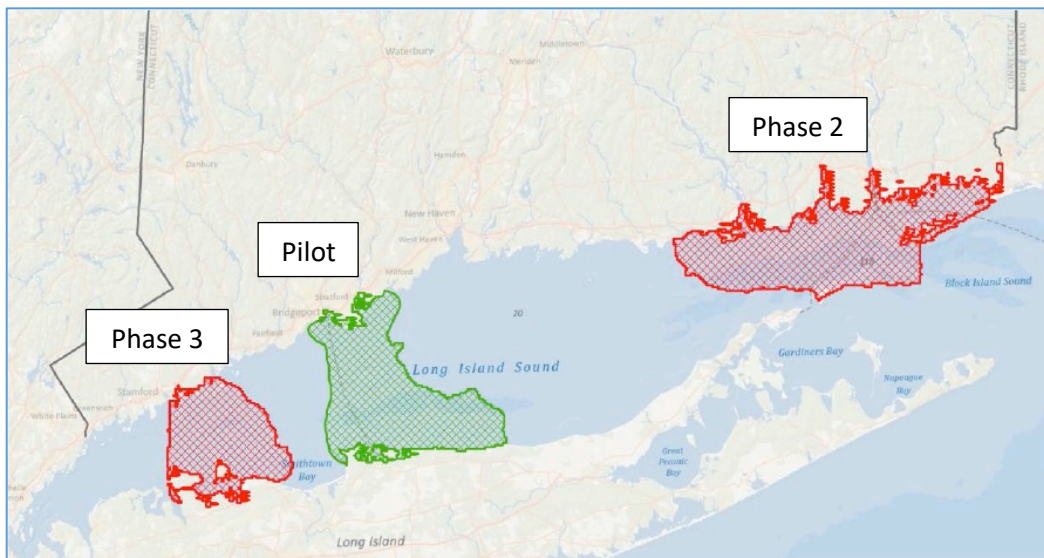 Waterbury
Middletown
Meriden
NEW YORK
CONNECTICUT
CONNECTICUT
RHODE ISLAND
Phase 2
Danbury
Hamden
New Haven
West Haven
Pilot
Milford
Stratford
Bridgeport
Block Island Sound
20
Fairfield
Phase 3
Gardiners Bay
Long Island Sound
Stamford
Napeague
Bay
Greenwich
White Plains
Great
Peconic
Bay
Smithtown
Bay
Long Island